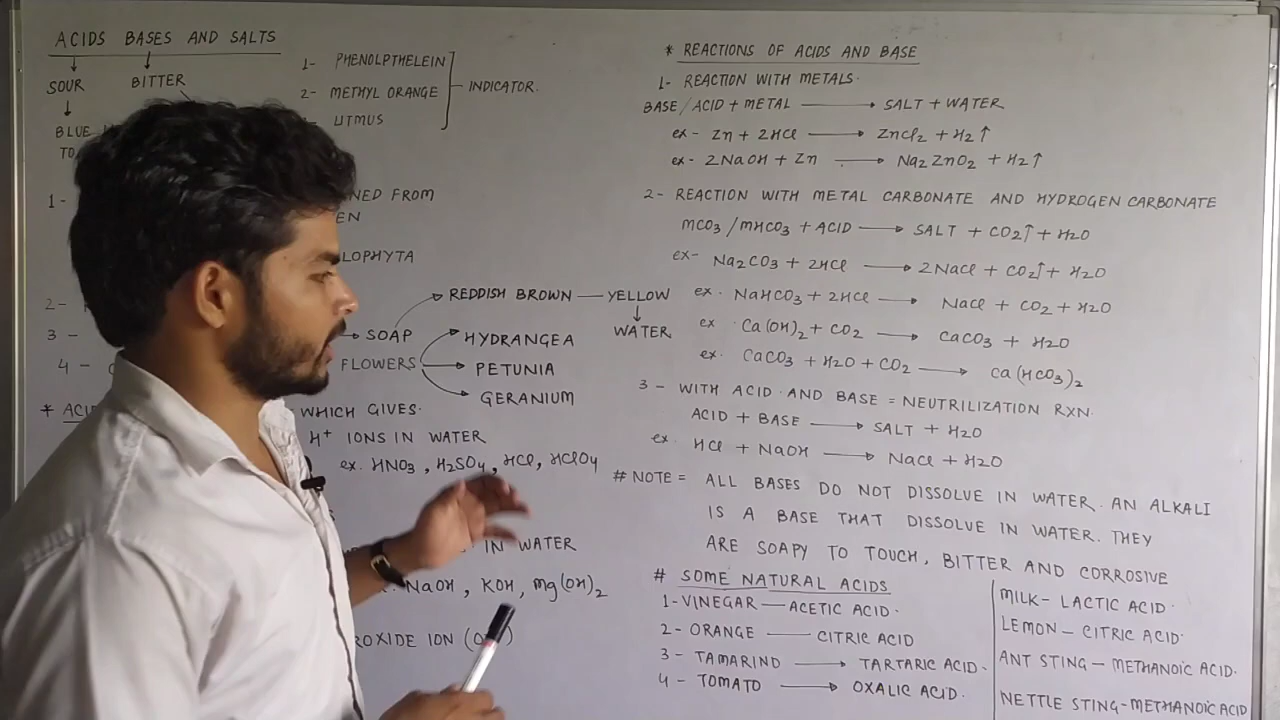 ACIDS BASES AND SALTS
SOUR
BITTER
BLUE
TO
1- PHENOLPTHELEIN
2- METHYL ORANGE
LITMUS
INDICATOR.
1-
NED FROM
EN
LOPHYTA
2-
3 -
SOAP
REDDISH BROWN — YELLOW
WATER
4 -
FLOWERS
HYDRANGEA
PETUNIA
GERANIUM
* ACI
WHICH GIVES.
H+ IONS IN WATER
ex. HNO3, H2SO4, HCl, HClO4
IN WATER
NaOH, KOH, Mg(OH)2
ROXIDE ION (O
* REACTIONS OF ACIDS AND BASE
1- REACTION WITH METALS.
BASE/ACID + METAL → SALT + WATER
ex- Zn + 2HCl → ZnCl2 + H2↑
ex- 2NaOH + Zn → Na2ZnO2 + H2↑
2- REACTION WITH METAL CARBONATE AND HYDROGEN CARBONATE
MCO3/MHCO3 + ACID → SALT + CO2↑ + H2O
ex- Na2CO3 + 2HCl → 2NaCl + CO2↑ + H2O
ex. NaHCO3 + 2HCl → NaCl + CO2 + H2O
ex. Ca(OH)2 + CO2 → CaCO3 + H2O
ex. CaCO3 + H2O + CO2 → Ca(HCO3)2
3- WITH ACID AND BASE = NEUTRILIZATION RXN.
ACID + BASE → SALT + H2O
ex. HCl + NaOH → NaCl + H2O
# NOTE = ALL BASES DO NOT DISSOLVE IN WATER. AN ALKALI
IS A BASE THAT DISSOLVE IN WATER. THEY
ARE SOAPY TO TOUCH, BITTER AND CORROSIVE
# SOME NATURAL ACIDS
1- VINEGAR — ACETIC ACID.
2- ORANGE — CITRIC ACID
3- TAMARIND → TARTARIC ACID.
4- TOMATO → OXALIC ACID.
MILK- LACTIC ACID.
LEMON- CITRIC ACID.
ANT STING- METHANOIC ACID.
NETTLE STING- METHANOIC ACID